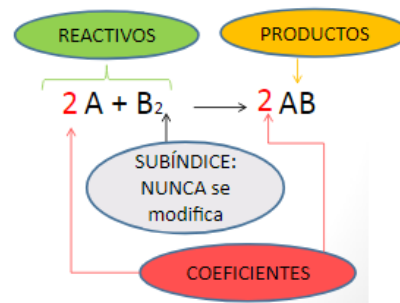 REACTIVOS
PRODUCTOS
2 A + B₂ → 2 AB
SUBÍNDICE:
NUNCA se
modifica
COEFICIENTES